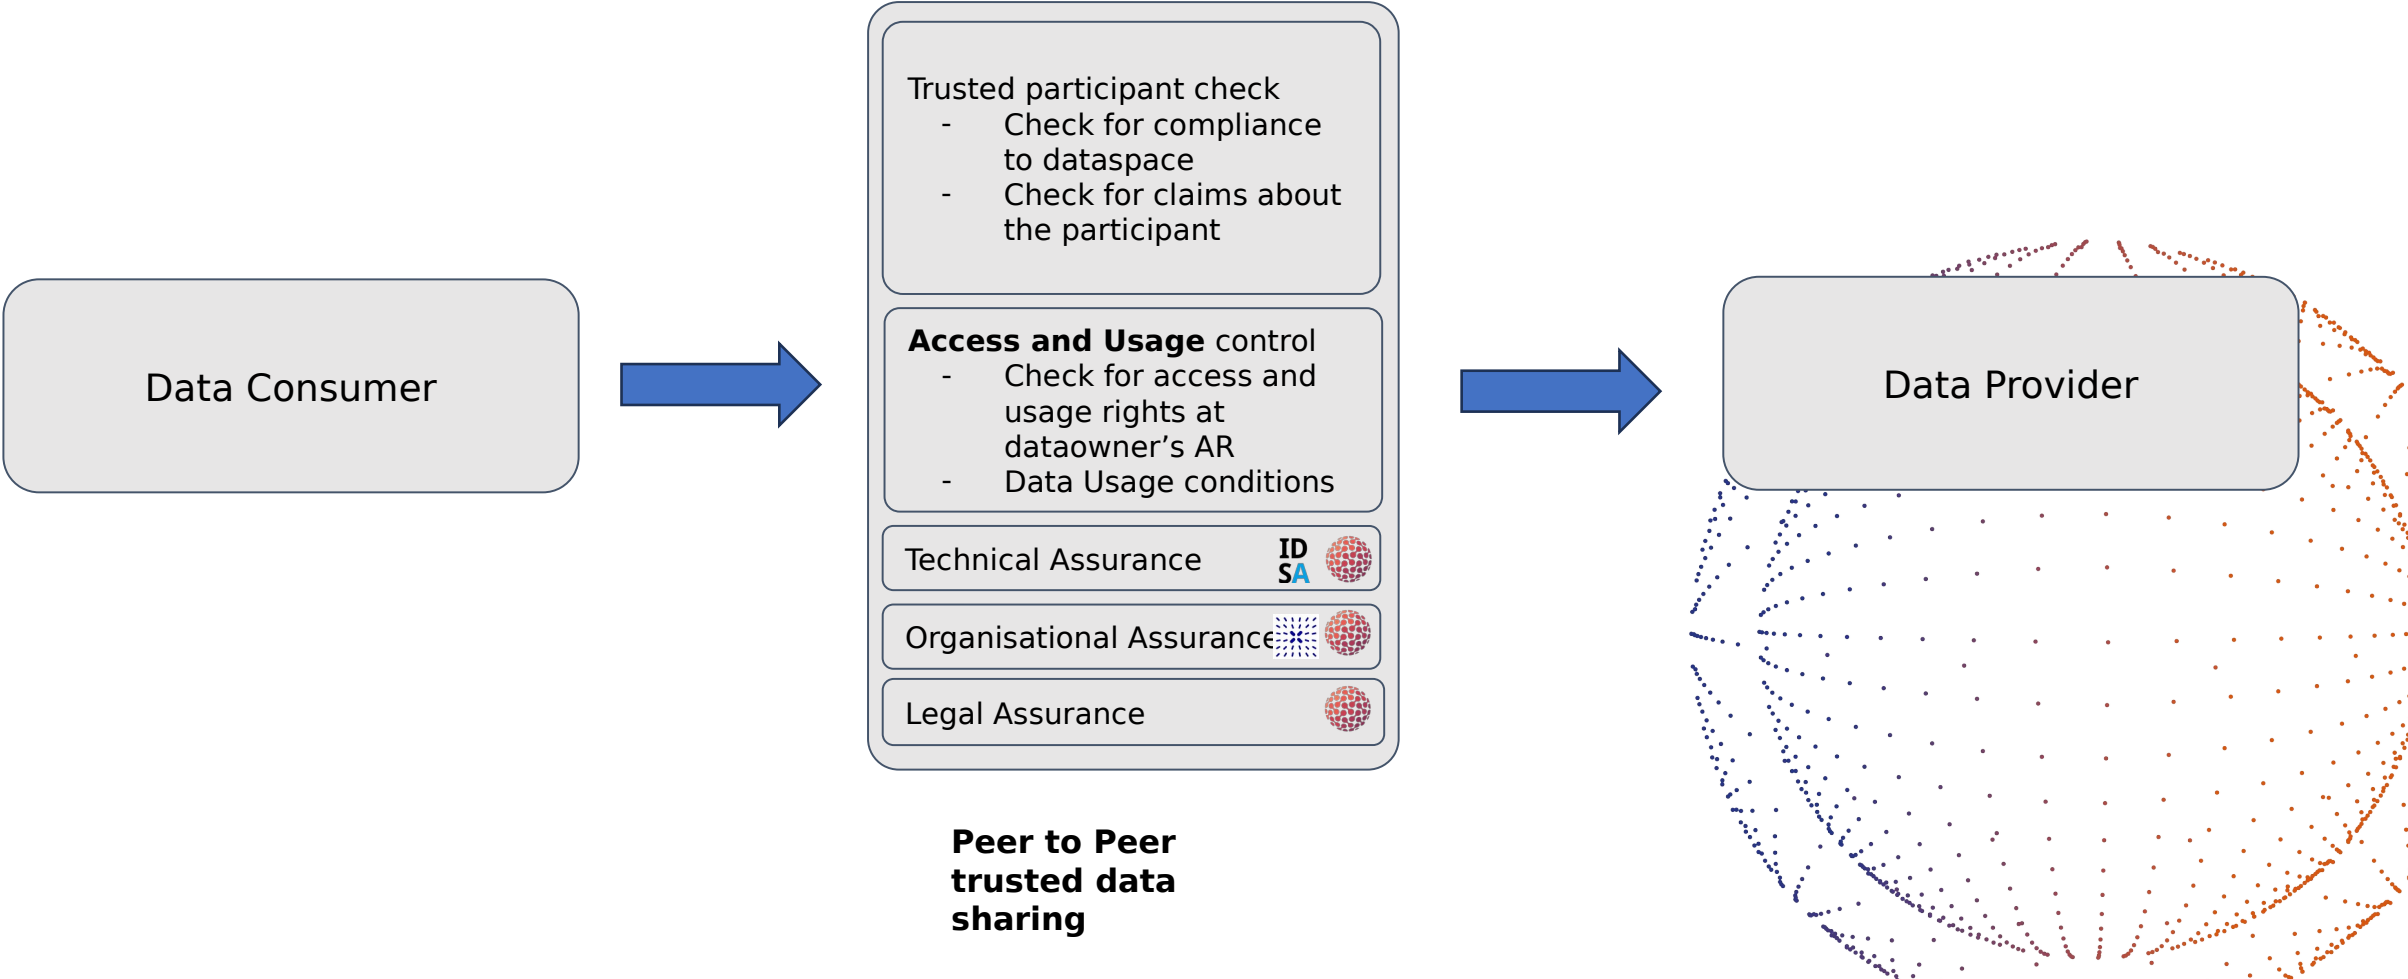 Data Consumer
Trusted participant check
- Check for compliance
to dataspace
- Check for claims about
the participant
Access and Usage control
- Check for access and
usage rights at
dataowner’s AR
- Data Usage conditions
Technical Assurance
ID
SA
Organisational Assurance
Legal Assurance
Peer to Peer
trusted data
sharing
Data Provider